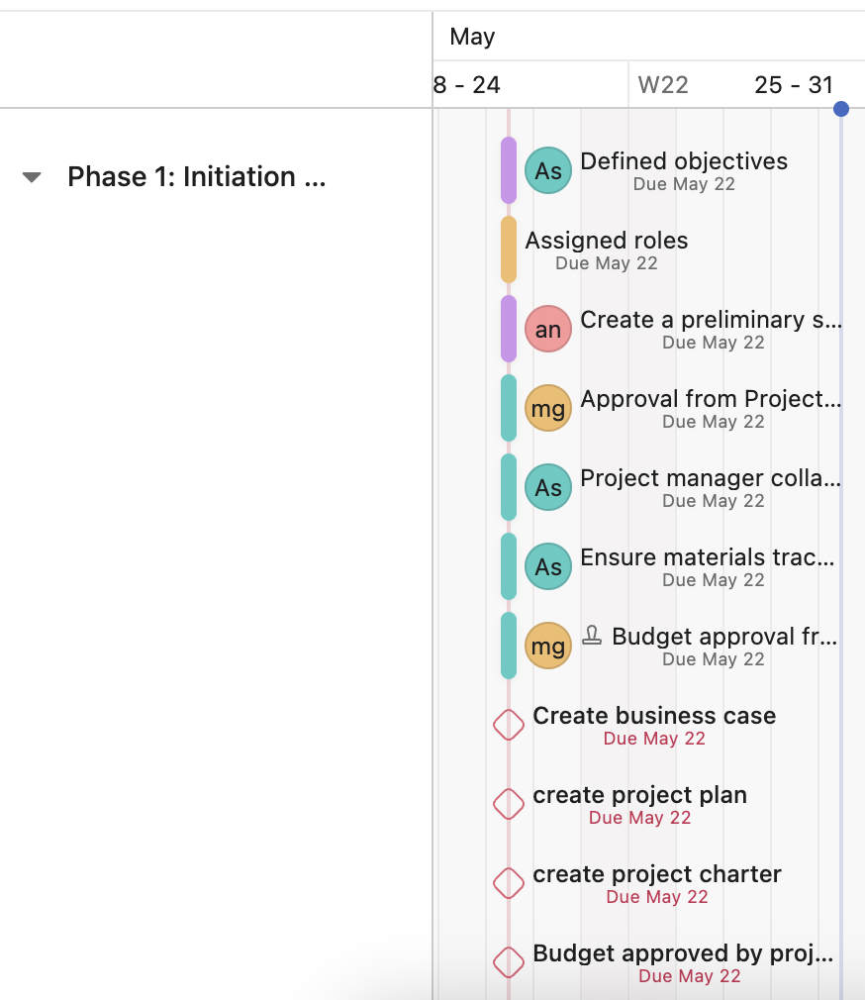 May
8 - 24 W22 25 - 31
Phase 1: Initiation ...
As Defined objectives
Due May 22
Assigned roles
Due May 22
an Create a preliminary s...
Due May 22
mg Approval from Project...
Due May 22
As Project manager colla...
Due May 22
As Ensure materials trac...
Due May 22
mg Budget approval fr...
Due May 22
Create business case
Due May 22
create project plan
Due May 22
create project charter
Due May 22
Budget approved by proj...
Due May 22